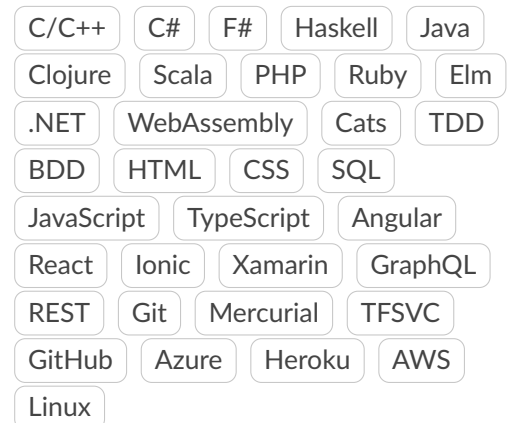 C/C++ C# F# Haskell Java
Clojure Scala PHP Ruby Elm
.NET WebAssembly Cats TDD
BDD HTML CSS SQL
JavaScript TypeScript Angular
React Ionic Xamarin GraphQL
REST Git Mercurial TFSVC
GitHub Azure Heroku AWS
Linux